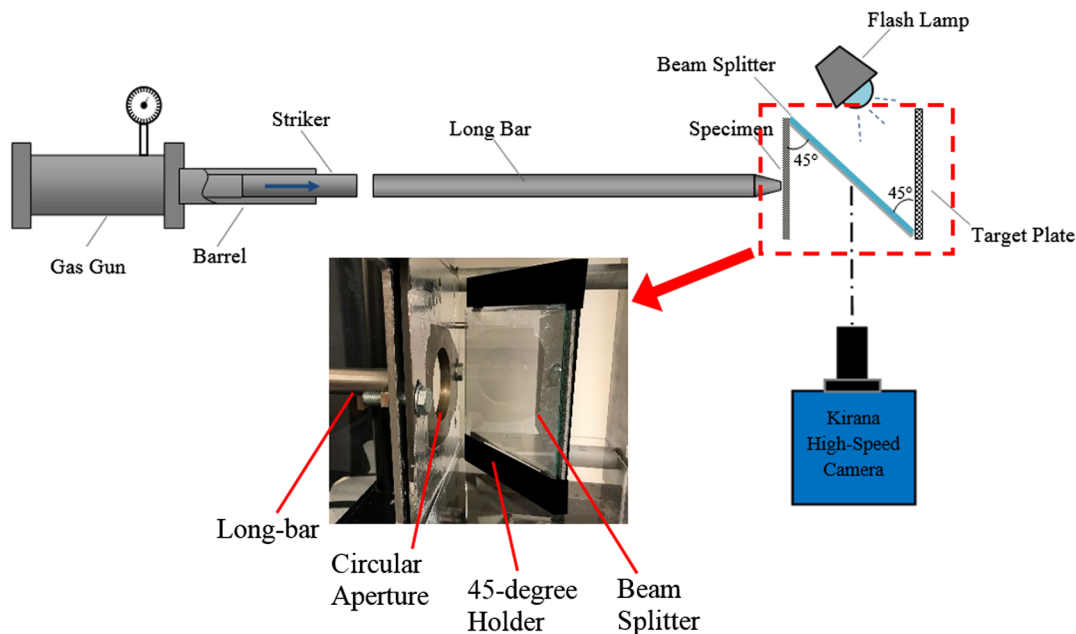 Flash Lamp
Beam Splitter
Striker
Long Bar
Specimen
45°
45°
Target Plate
Gas Gun
Barrel
Kirana
High-Speed
Camera
Long-bar
Circular
Aperture
45-degree
Holder
Beam
Splitter